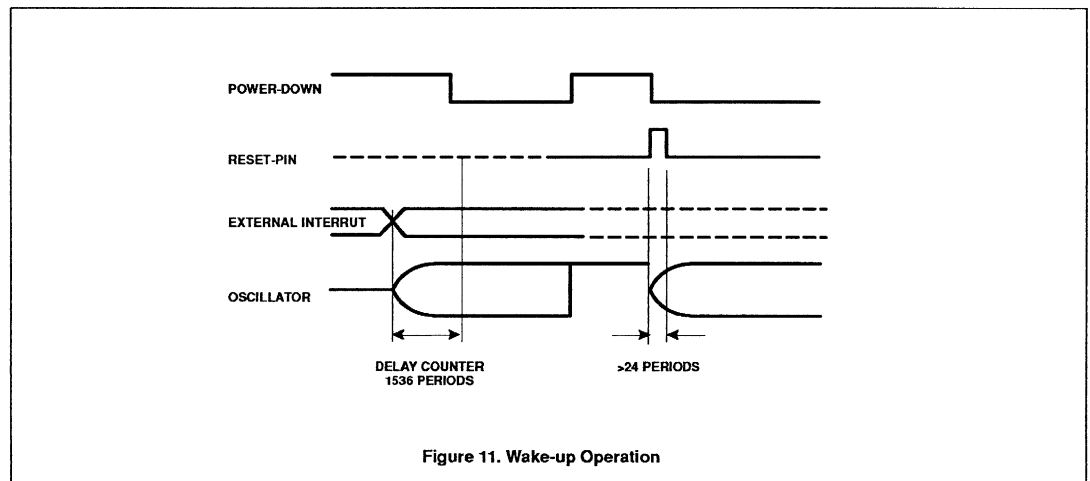 POWER-DOWN
RESET-PIN
EXTERNAL INTERRUT
OSCILLATOR
DELAY COUNTER
1536 PERIODS
>24 PERIODS
Figure 11. Wake-up Operation